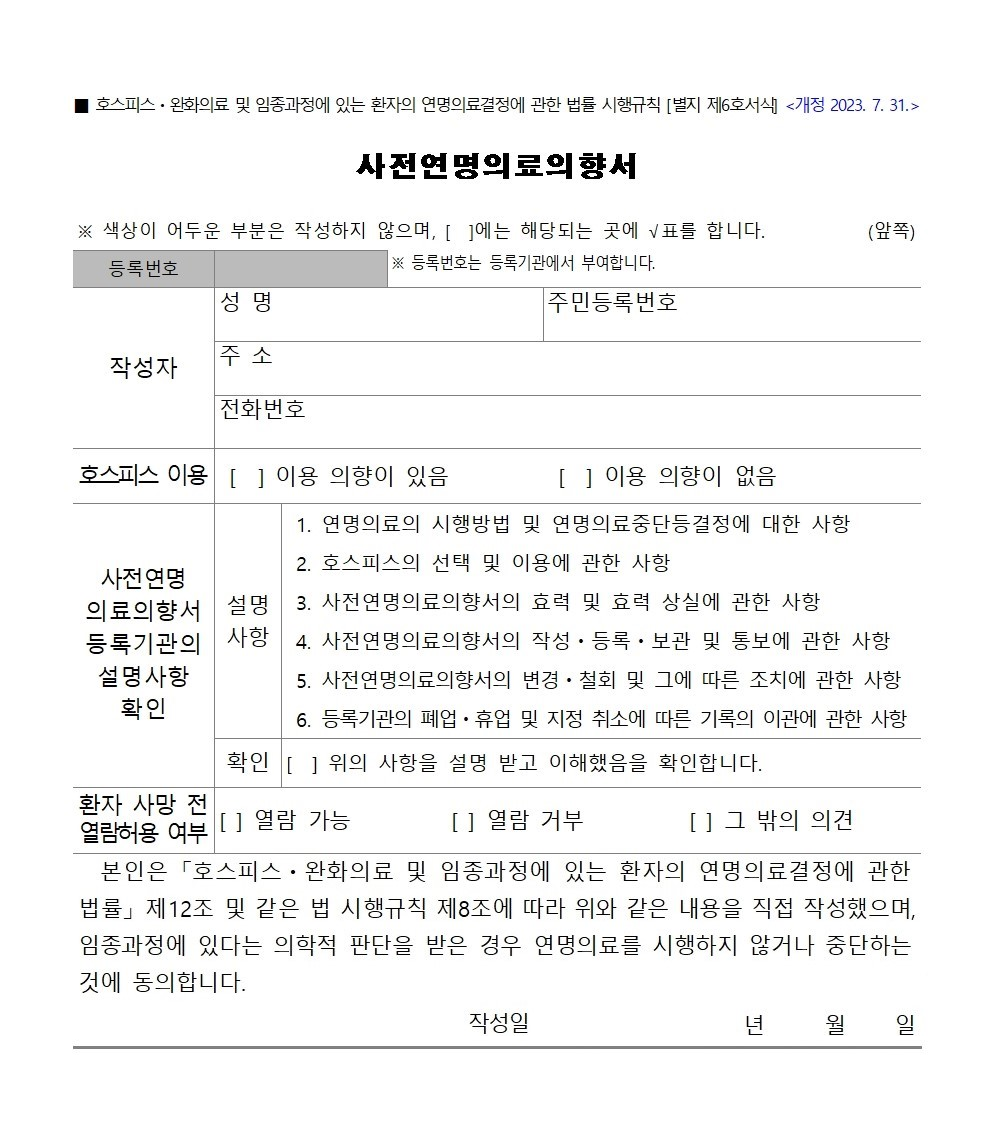 ■ 호스피스ㆍ완화의료 및 임종과정에 있는 환자의 연명의료결정에 관한 법률 시행규칙 [별지 제6호서식] <개정 2023. 7. 31.>
사전연명의료의향서
※ 색상이 어두운 부분은 작성하지 않으며, [ ]에는 해당되는 곳에 √표를 합니다. (앞쪽)
등록번호 ※ 등록번호는 등록기관에서 부여합니다.
작성자
성 명 주민등록번호
주 소
전화번호
호스피스 이용 [ ] 이용 의향이 있음 [ ] 이용 의향이 없음
사전연명
의료의향서
등록기관의
설명사항
확인
설명
사항
1. 연명의료의 시행방법 및 연명의료중단등결정에 대한 사항
2. 호스피스의 선택 및 이용에 관한 사항
3. 사전연명의료의향서의 효력 및 효력 상실에 관한 사항
4. 사전연명의료의향서의 작성ㆍ등록ㆍ보관 및 통보에 관한 사항
5. 사전연명의료의향서의 변경ㆍ철회 및 그에 따른 조치에 관한 사항
6. 등록기관의 폐업ㆍ휴업 및 지정 취소에 따른 기록의 이관에 관한 사항
확인 [ ] 위의 사항을 설명 받고 이해했음을 확인합니다.
환자 사망 전
열람허용 여부
[ ] 열람 가능 [ ] 열람 거부 [ ] 그 밖의 의견
본인은「호스피스ㆍ완화의료 및 임종과정에 있는 환자의 연명의료결정에 관한
법률」제12조 및 같은 법 시행규칙 제8조에 따라 위와 같은 내용을 직접 작성했으며,
임종과정에 있다는 의학적 판단을 받은 경우 연명의료를 시행하지 않거나 중단하는
것에 동의합니다.
작성일 년 월 일